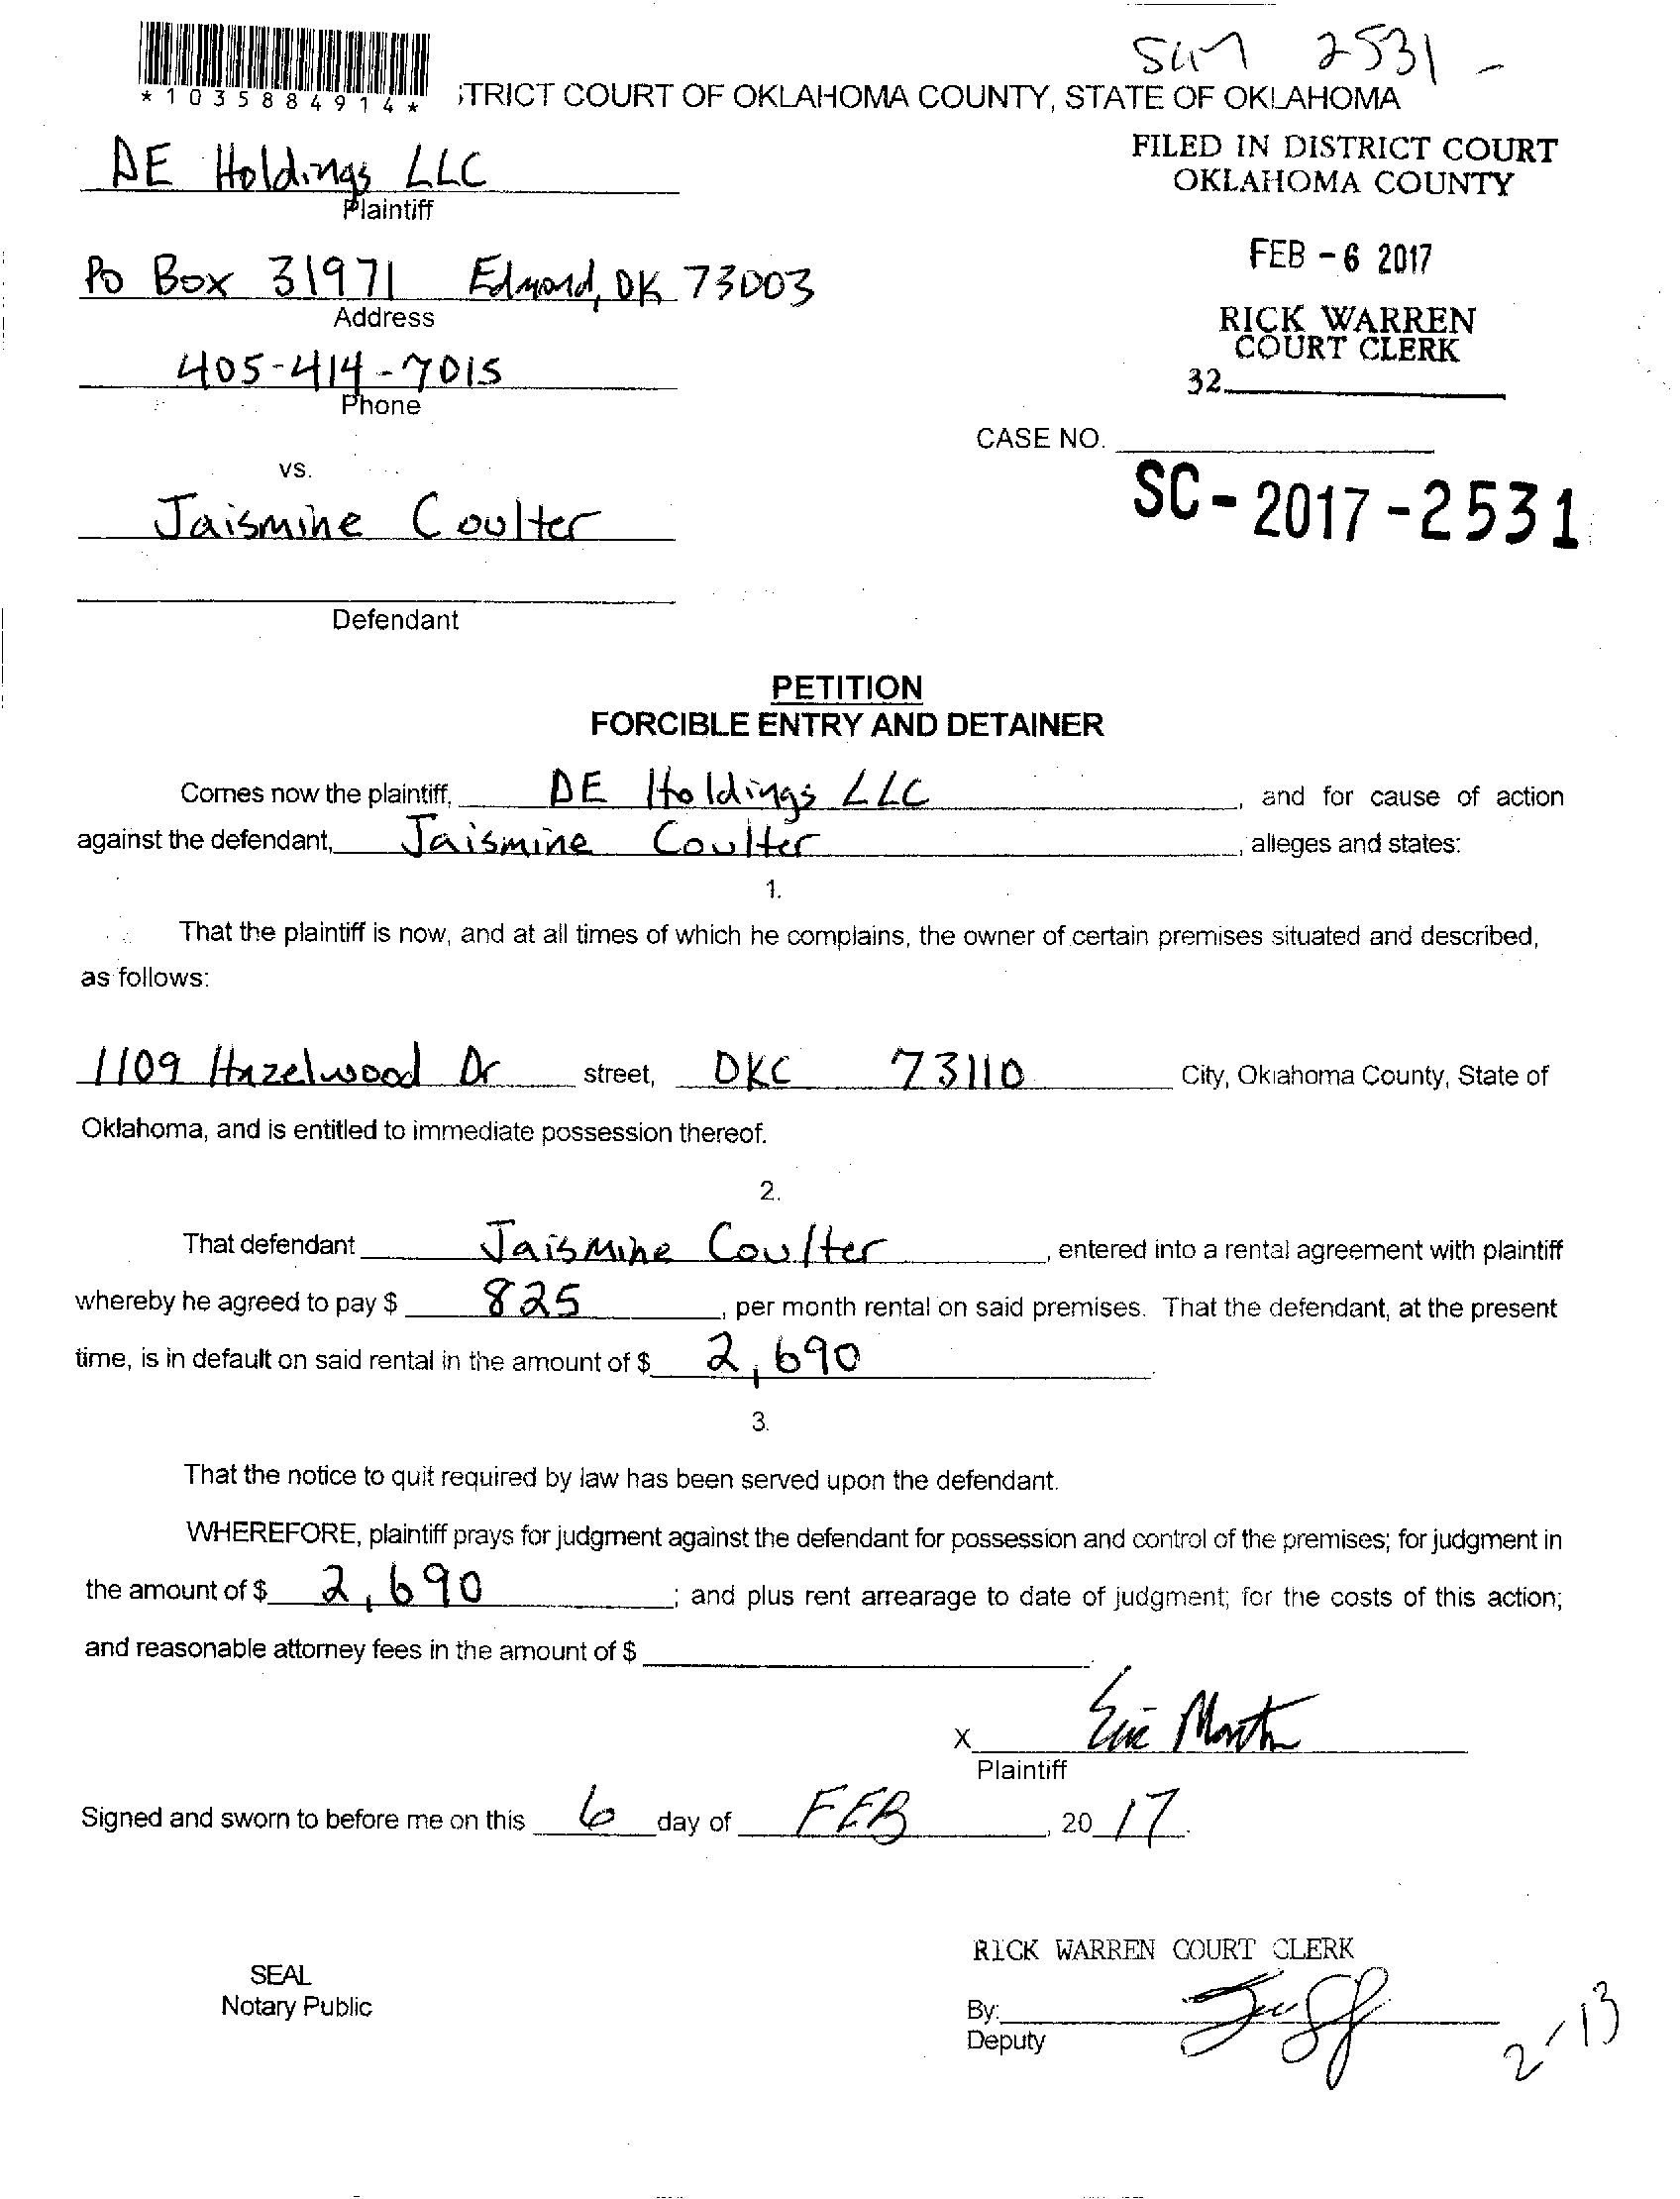 sum 2531 -
*1035884914* STRICT COURT OF OKLAHOMA COUNTY, STATE OF OKLAHOMA
DE Holdings LLC
Plaintiff
FILED IN DISTRICT COURT
OKLAHOMA COUNTY
PO Box 31971 Edmond, OK 73003
Address
FEB - 6 2017
405-414-7015
Phone
RICK WARREN
COURT CLERK
32
CASE NO.
vs.
SC-2017-2531
Jaismine Coulter
Defendant
PETITION
FORCIBLE ENTRY AND DETAINER
Comes now the plaintiff, DE Holdings LLC, and for cause of action
against the defendant, Jaismine Coulter, alleges and states:
1.
That the plaintiff is now, and at all times of which he complains, the owner of certain premises situated and described,
as follows:
1109 Hazelwood Dr street, OKC 73110 City, Oklahoma County, State of
Oklahoma, and is entitled to immediate possession thereof.
2.
That defendant Jaismine Coulter, entered into a rental agreement with plaintiff
whereby he agreed to pay $ 825, per month rental on said premises. That the defendant, at the present
time, is in default on said rental in the amount of $ 2,690.
3.
That the notice to quit required by law has been served upon the defendant.
WHEREFORE, plaintiff prays for judgment against the defendant for possession and control of the premises; for judgment in
the amount of $ 2,690; and plus rent arrearage to date of judgment; for the costs of this action;
and reasonable attorney fees in the amount of $ .
X
Plaintiff
Signed and sworn to before me on this 6 day of FEB, 20 17.
RICK WARREN COURT CLERK
SEAL
Notary Public
By:
Deputy
2-13